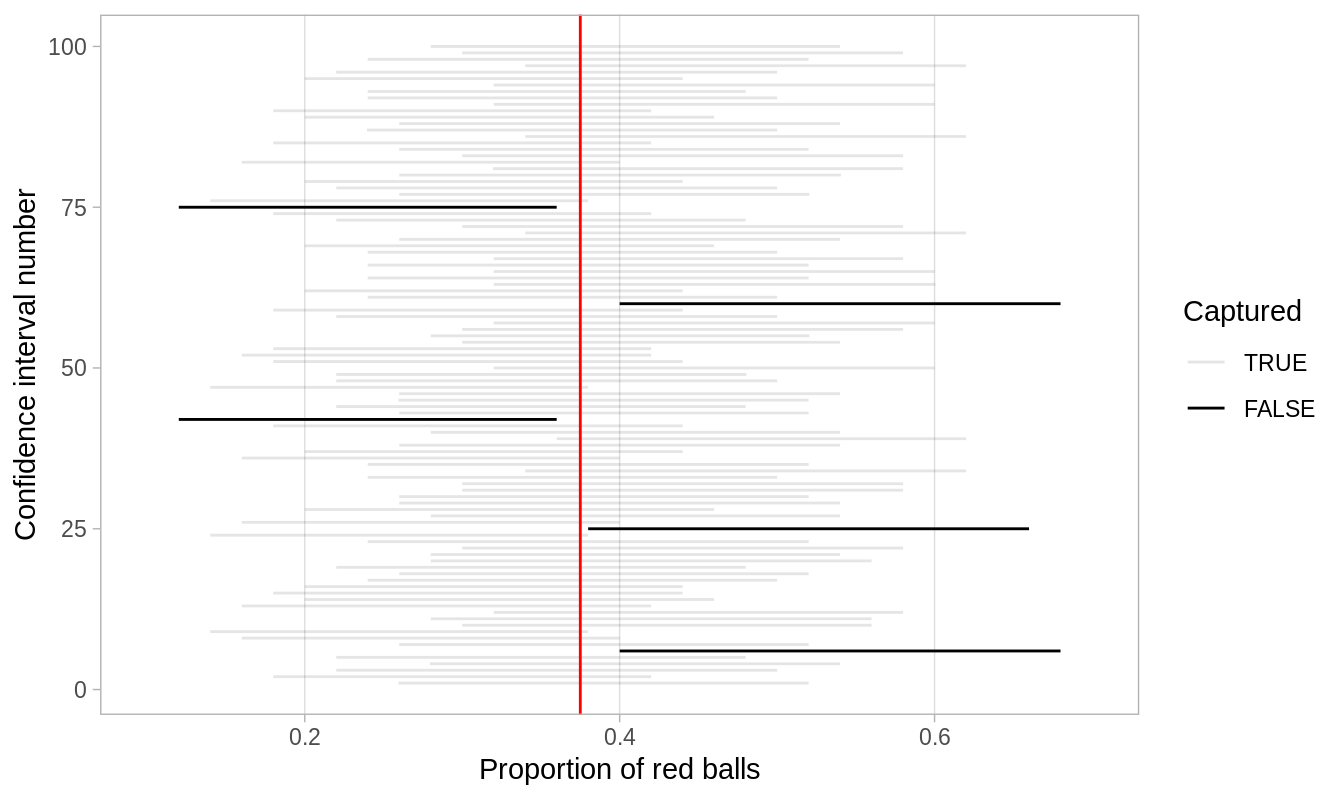 100
75
50
25
0
Confidence interval number
0.2
0.4
0.6
Proportion of red balls
Captured
TRUE
FALSE